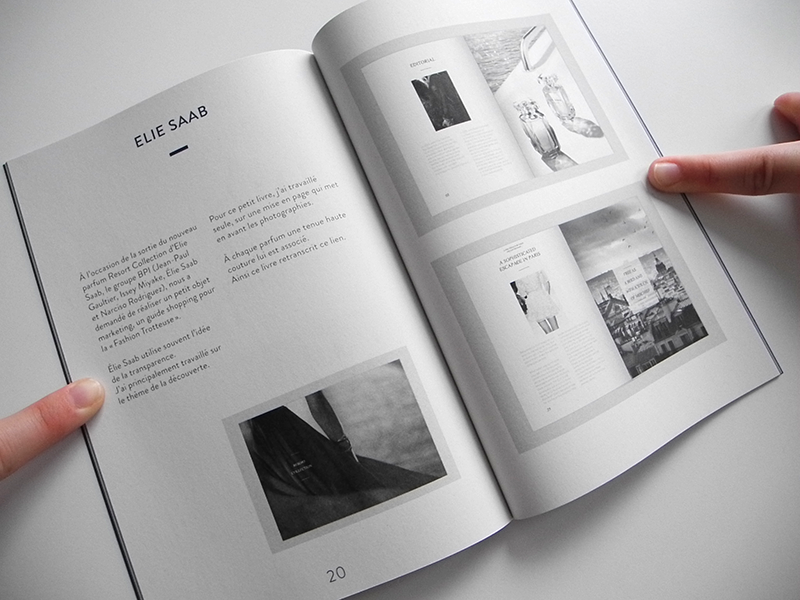 ELIE SAAB
À l'occasion de la sortie du nouveau
parfum Resort Collection d'Elie
Saab, le groupe BPI (Jean-Paul
Gaultier, Issey Miyake, Élie Saab
et Narciso Rodriguez), nous a
demandé de réaliser un petit objet
marketing, un guide shopping pour
la « Fashion Trotteuse ».
Élie Saab utilise souvent l'idée
de la transparence.
J'ai principalement travaillé sur
le thème de la découverte.
Pour ce petit livre, j'ai travaillé
seule, sur une mise en page qui met
en avant les photographies.
À chaque parfum une tenue haute
couture lui est associé.
Ainsi ce livre retranscrit ce lien.
20
EDITORIAL
A SOPHISTICATED
ESCAPADE IN PARIS